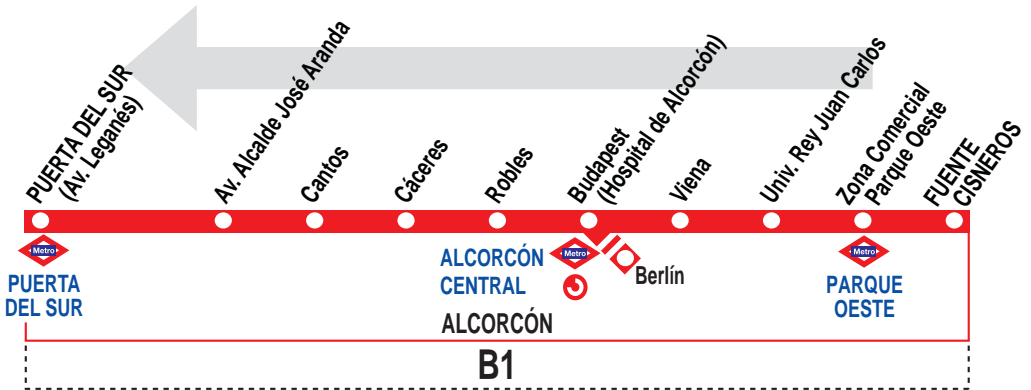 PUERTA DEL SUR
(Av. Leganés)
Av. Alcalde José Aranda
Cantos
Cáceres
Robles
Budapest
(Hospital de Alcorcón)
Viena
Univ. Rey Juan Carlos
Zona Comercial
Parque Oeste
FUENTE
CISNEROS
Metro
PUERTA
DEL SUR
ALCORCÓN
CENTRAL
Metro
Berlín
Metro
PARQUE
OESTE
ALCORCÓN
B1